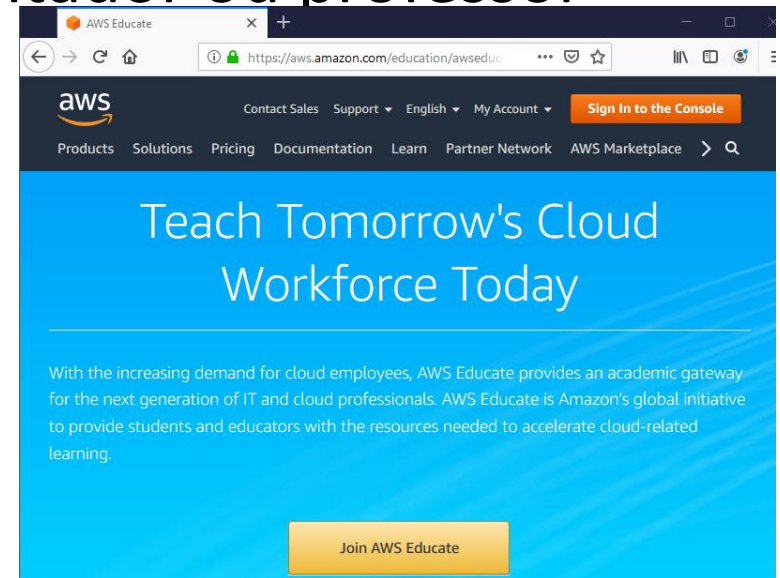 ou professor
AWS Educate
https://aws.amazon.com/education/awseduc
aws
Contact Sales Support English My Account Sign In to the Console
Products Solutions Pricing Documentation Learn Partner Network AWS Marketplace
Teach Tomorrow's Cloud
Workforce Today
With the increasing demand for cloud employees, AWS Educate provides an academic gateway
for the next generation of IT and cloud professionals. AWS Educate is Amazon's global initiative
to provide students and educators with the resources needed to accelerate cloud-related
learning.
Join AWS Educate